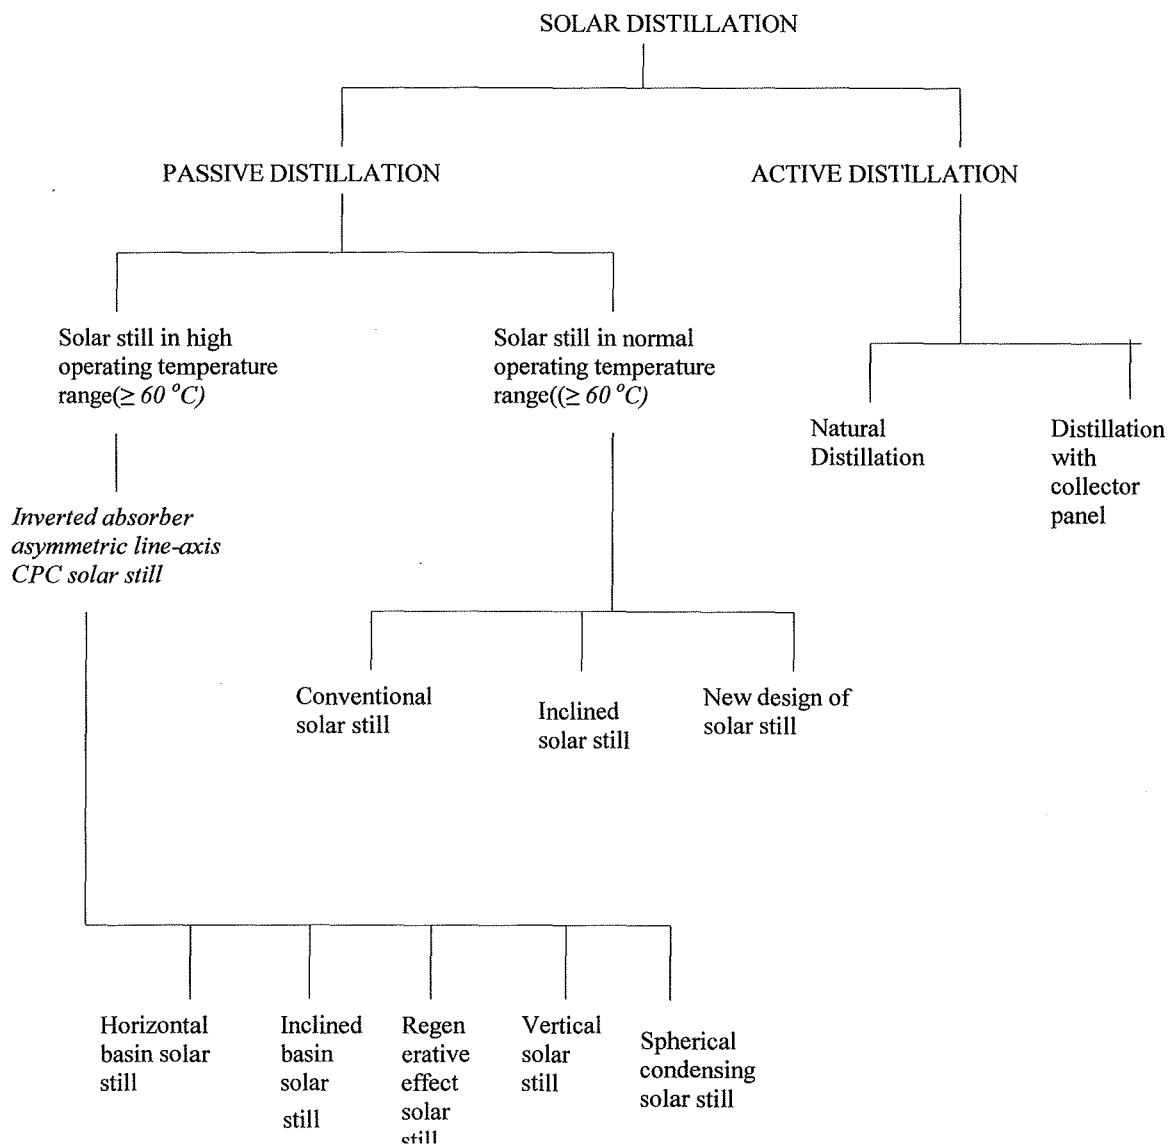 SOLAR DISTILLATION
PASSIVE DISTILLATION
ACTIVE DISTILLATION
Solar still in high
operating temperature
range(≥ 60 °C)
Solar still in normal
operating temperature
range((≥ 60 °C)
Natural
Distillation
Distillation
with
collector
panel
Inverted absorber
asymmetric line-axis
CPC solar still
Conventional
solar still
Inclined
solar still
New design of
solar still
Horizontal
basin solar
still
Inclined
basin
solar
still
Regen
erative
effect
solar
still
Vertical
solar
still
Spherical
condensing
solar still